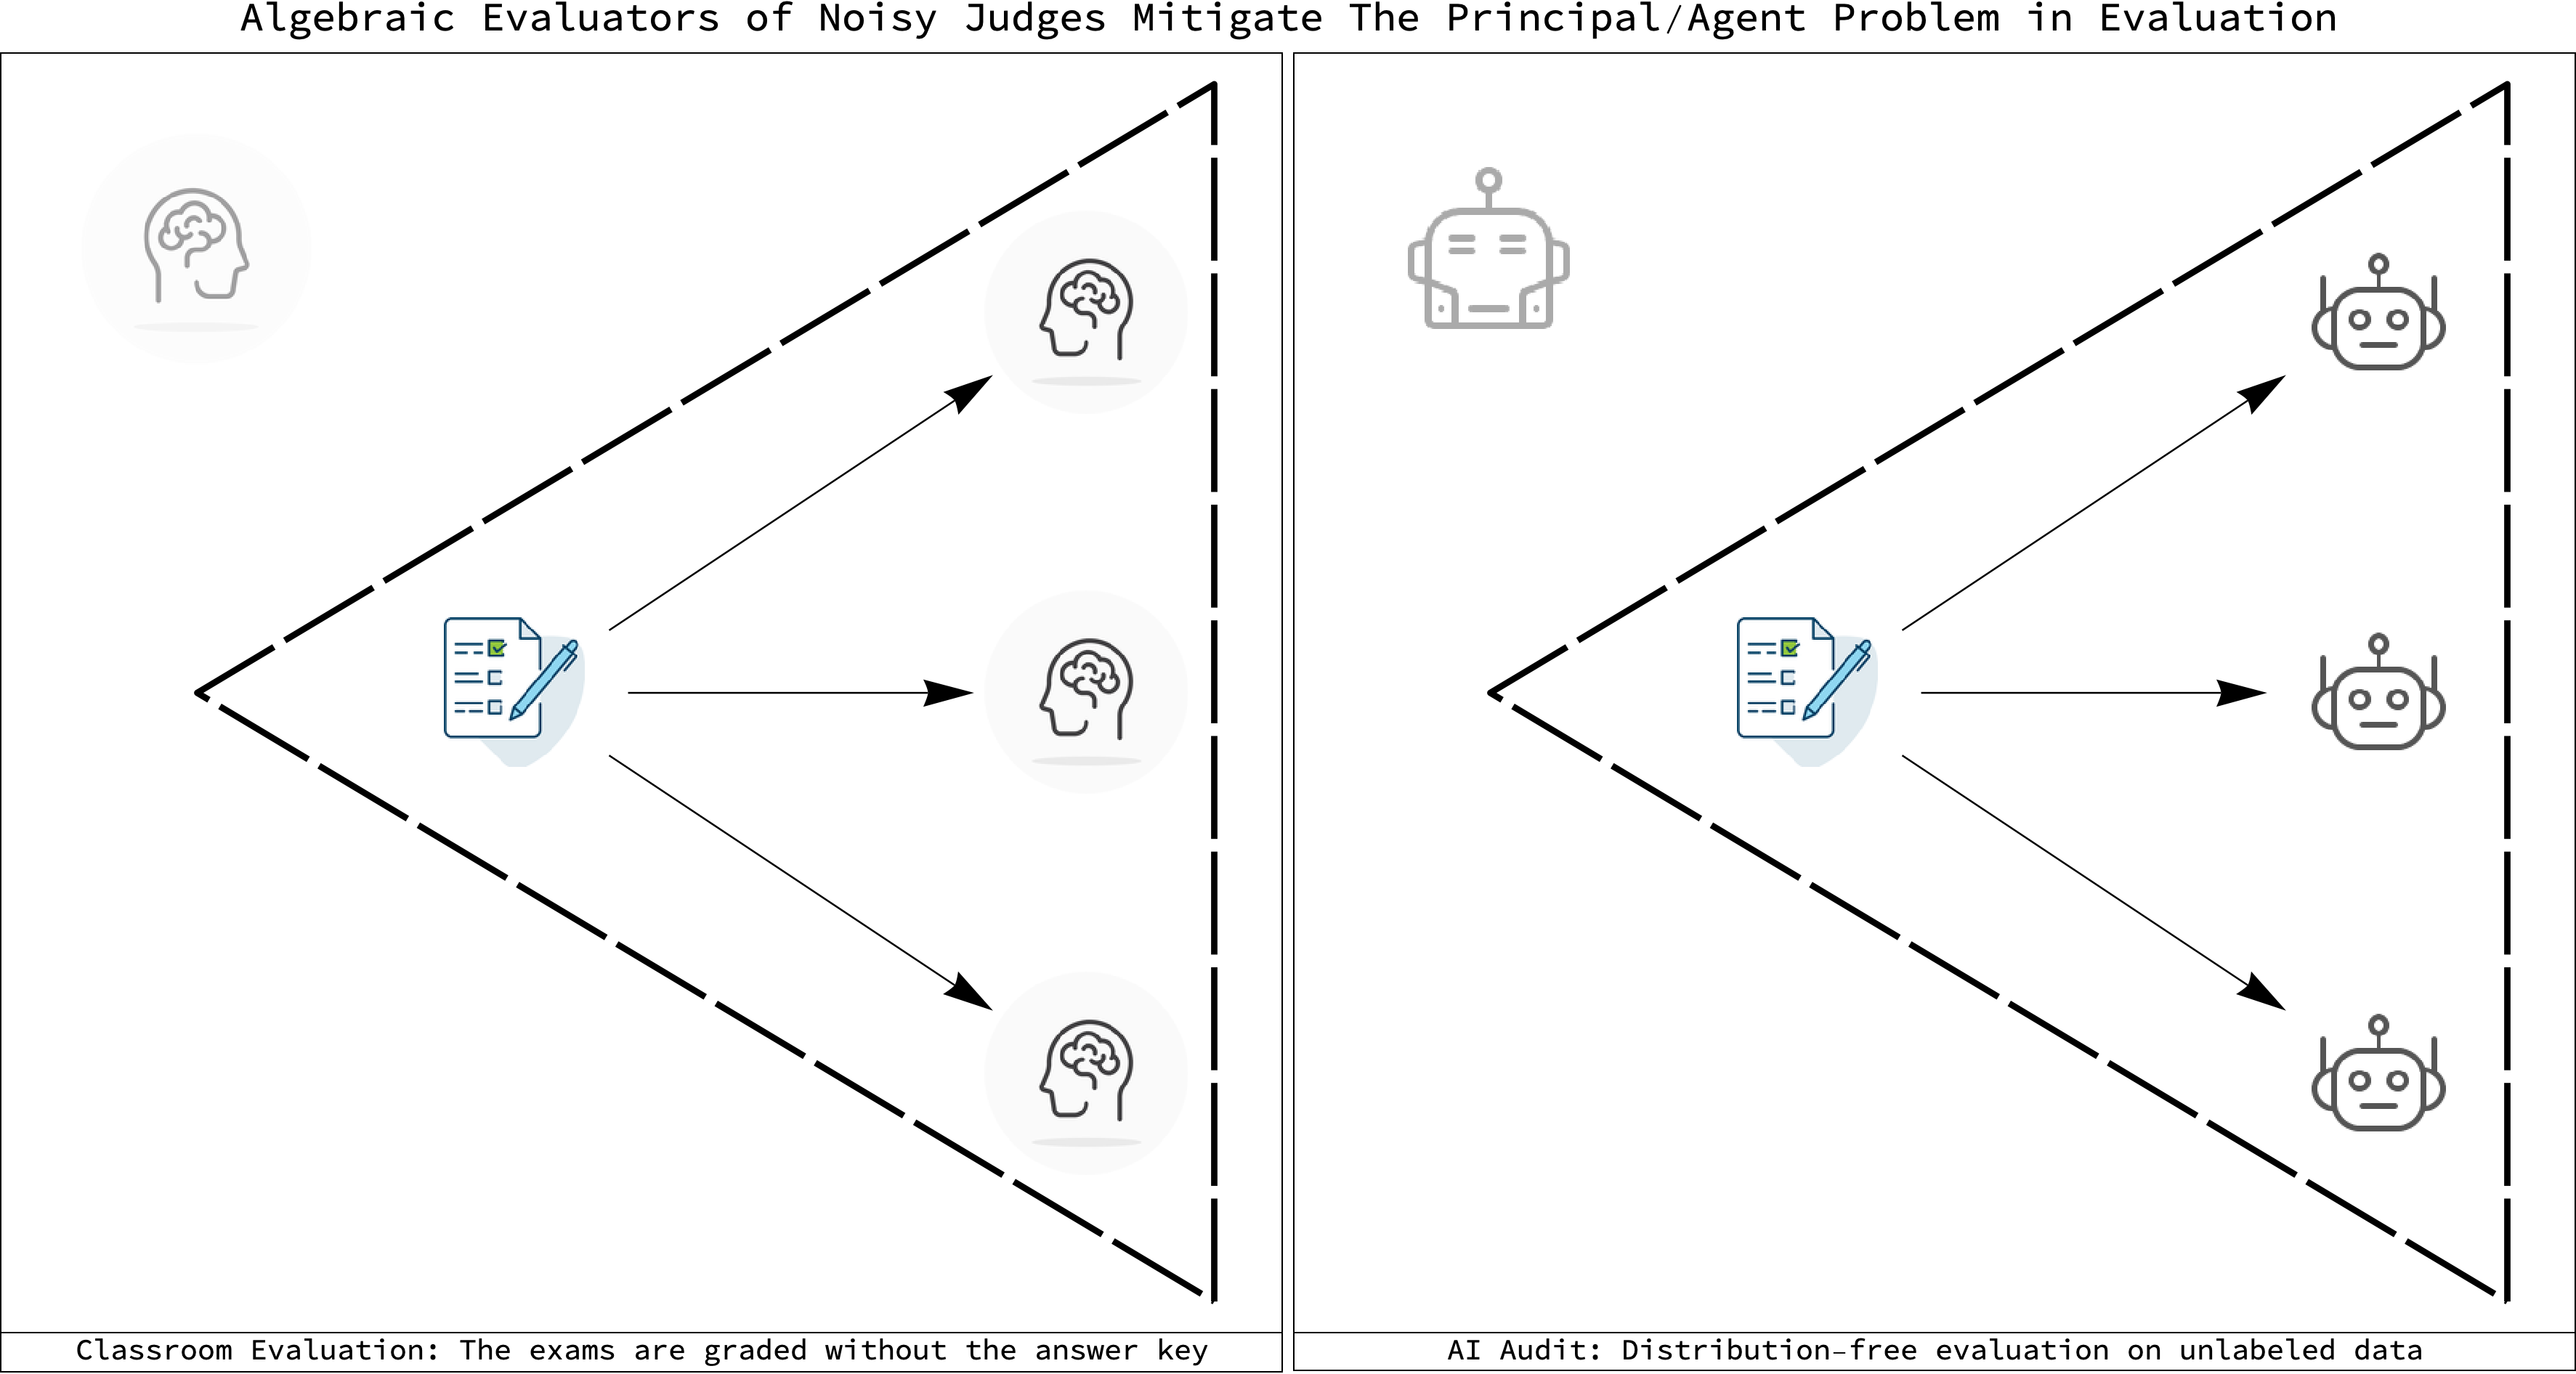 Algebraic Evaluators of Noisy Judges Mitigate The Principal/Agent Problem in Evaluation
Classroom Evaluation: The exams are graded without the answer key
AI Audit: Distribution-free evaluation on unlabeled data